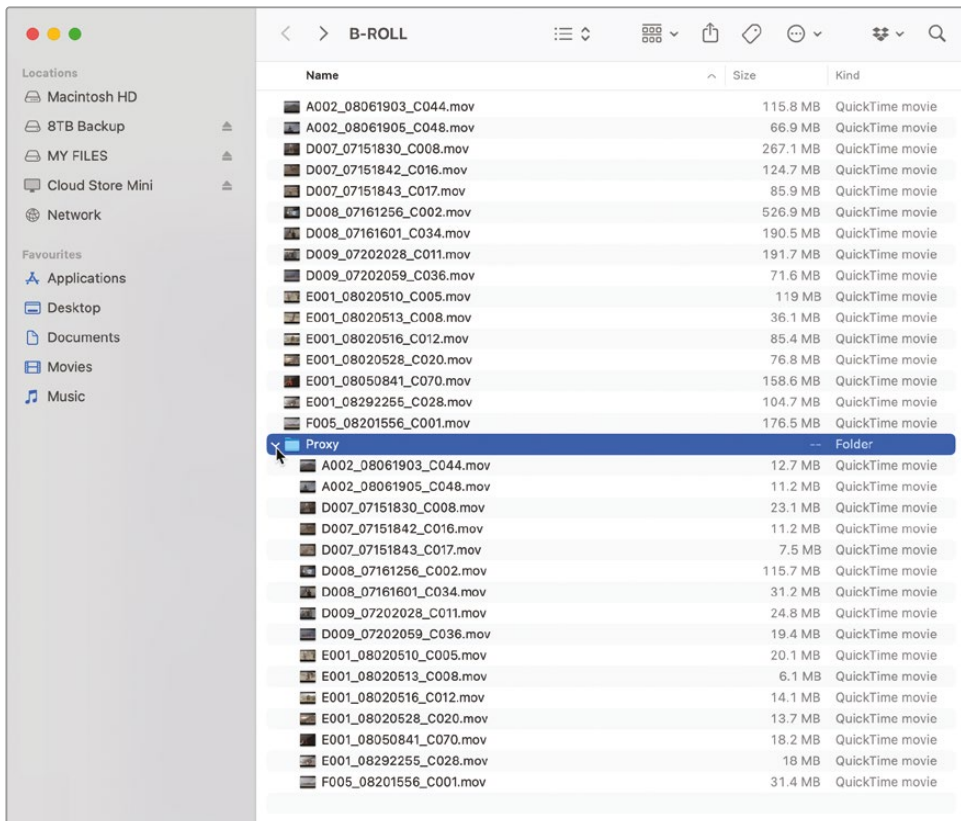 B-ROLL
Locations
Macintosh HD
8TB Backup
MY FILES
Cloud Store Mini
Network
Favourites
Applications
Desktop
Documents
Movies
Music
Name Size Kind
A002_08061903_C044.mov 115.8 MB QuickTime movie
A002_08061905_C048.mov 66.9 MB QuickTime movie
D007_07151830_C008.mov 267.1 MB QuickTime movie
D007_07151842_C016.mov 124.7 MB QuickTime movie
D007_07151843_C017.mov 85.9 MB QuickTime movie
D008_07161256_C002.mov 526.9 MB QuickTime movie
D008_07161601_C034.mov 190.5 MB QuickTime movie
D009_07202028_C011.mov 191.7 MB QuickTime movie
D009_07202059_C036.mov 71.6 MB QuickTime movie
E001_08020510_C005.mov 119 MB QuickTime movie
E001_08020513_C008.mov 36.1 MB QuickTime movie
E001_08020516_C012.mov 85.4 MB QuickTime movie
E001_08020528_C020.mov 76.8 MB QuickTime movie
E001_08050841_C070.mov 158.6 MB QuickTime movie
E001_08292255_C028.mov 104.7 MB QuickTime movie
F005_08201556_C001.mov 176.5 MB QuickTime movie
Proxy -- Folder
A002_08061903_C044.mov 12.7 MB QuickTime movie
A002_08061905_C048.mov 11.2 MB QuickTime movie
D007_07151830_C008.mov 23.1 MB QuickTime movie
D007_07151842_C016.mov 11.2 MB QuickTime movie
D007_07151843_C017.mov 7.5 MB QuickTime movie
D008_07161256_C002.mov 115.7 MB QuickTime movie
D008_07161601_C034.mov 31.2 MB QuickTime movie
D009_07202028_C011.mov 24.8 MB QuickTime movie
D009_07202059_C036.mov 19.4 MB QuickTime movie
E001_08020510_C005.mov 20.1 MB QuickTime movie
E001_08020513_C008.mov 6.1 MB QuickTime movie
E001_08020516_C012.mov 14.1 MB QuickTime movie
E001_08020528_C020.mov 13.7 MB QuickTime movie
E001_08050841_C070.mov 18.2 MB QuickTime movie
E001_08292255_C028.mov 18 MB QuickTime movie
F005_08201556_C001.mov 31.4 MB QuickTime movie